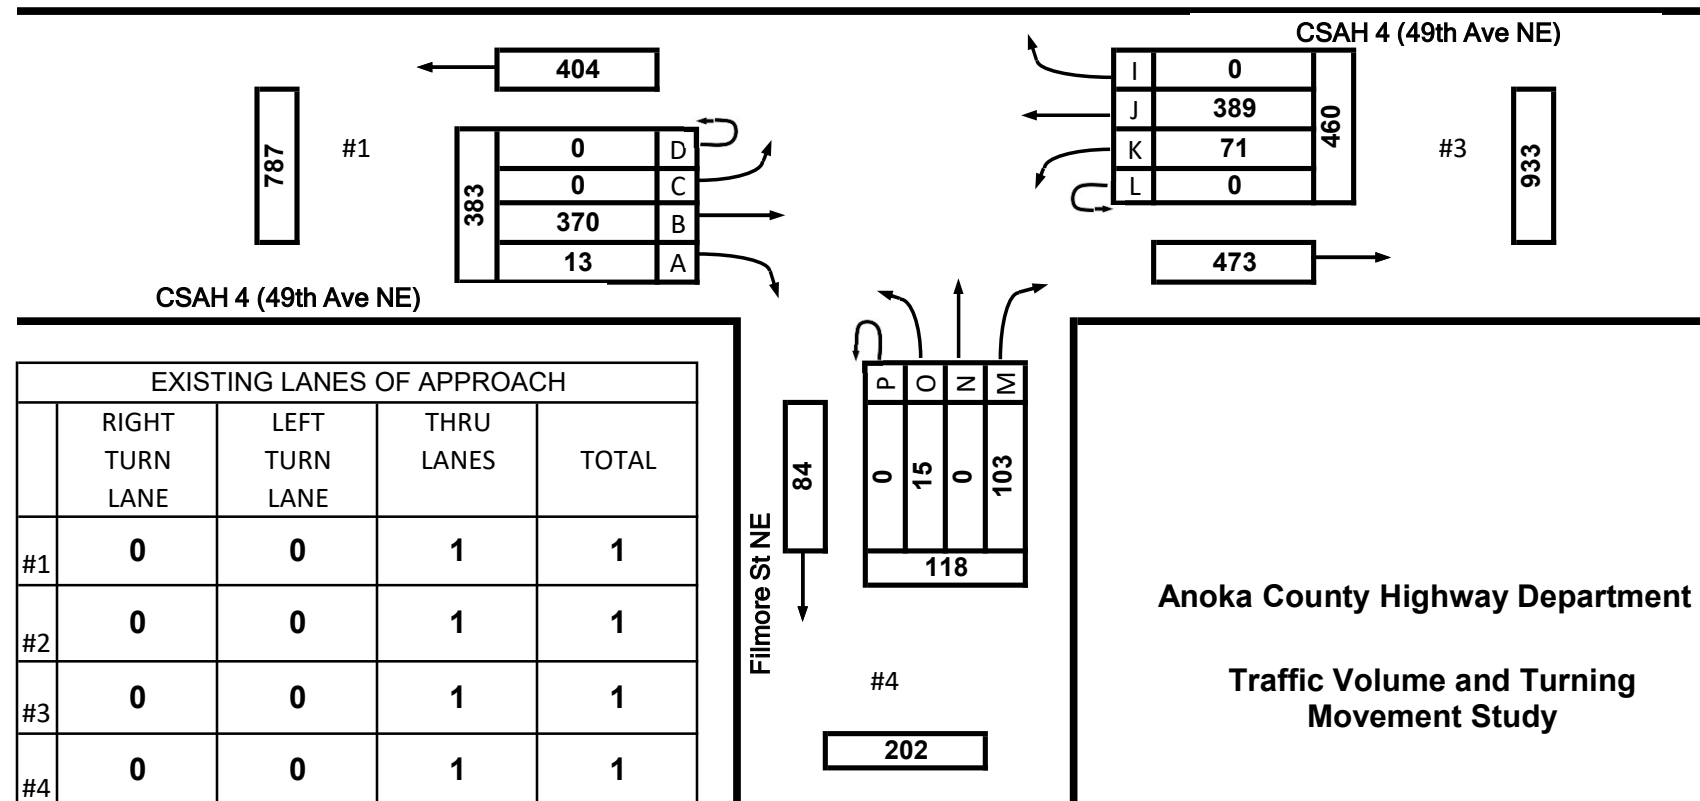 CSAH 4 (49th Ave NE)
404
787
#1
383
0 D
0 C
370 B
13 A
CSAH 4 (49th Ave NE)
I 0
J 389
K 71
L 0
460
#3
933
473
P O N M
0 15 0 103
118
84
Filmore St NE
#4
202
EXISTING LANES OF APPROACH
RIGHT TURN LANE
LEFT TURN LANE
THRU LANES
TOTAL
#1 0 0 1 1
#2 0 0 1 1
#3 0 0 1 1
#4 0 0 1 1
Anoka County Highway Department
Traffic Volume and Turning
Movement Study